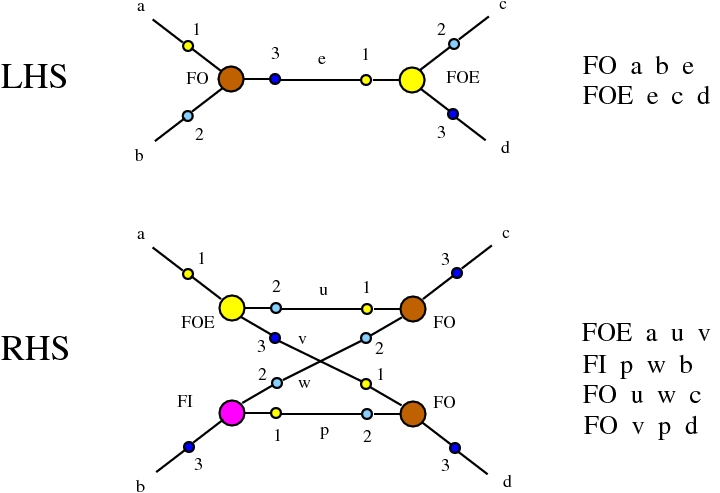 a
c
1
2
LHS
FO
3
e
1
FOE
FO a b e
FOE e c d
2
3
b
d
a
c
1
3
2
u
1
FOE
FO
FOE a u v
3
v
2
RHS
FI p w b
2
w
1
FI
FO
FO u w c
FO v p d
1
p
2
3
3
b
d